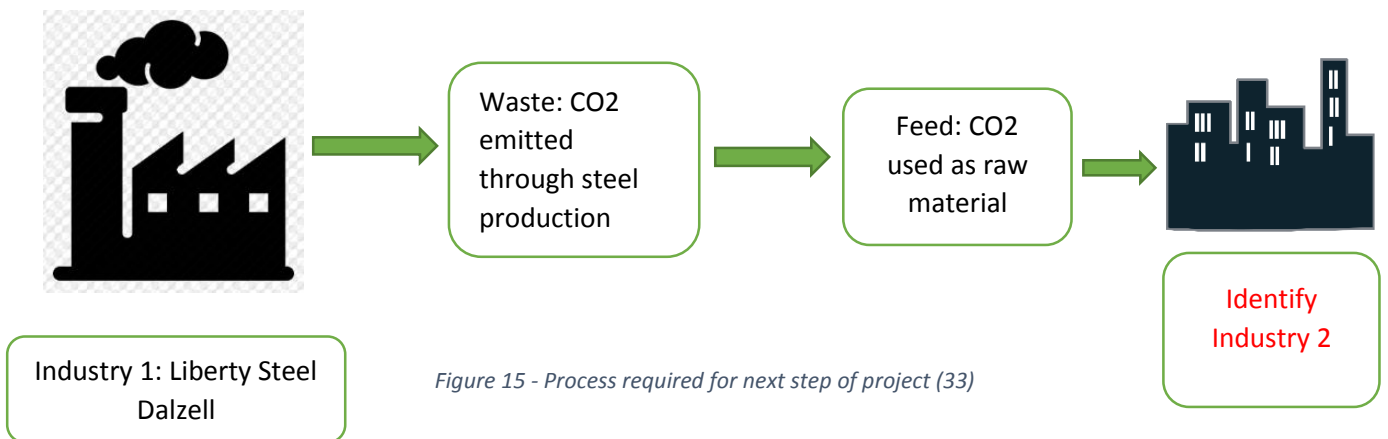 Waste: CO2
emitted
through steel
production
Feed: CO2
used as raw
material
Identify
Industry 2
Industry 1: Liberty Steel
Dalzell
Figure 15 - Process required for next step of project (33)